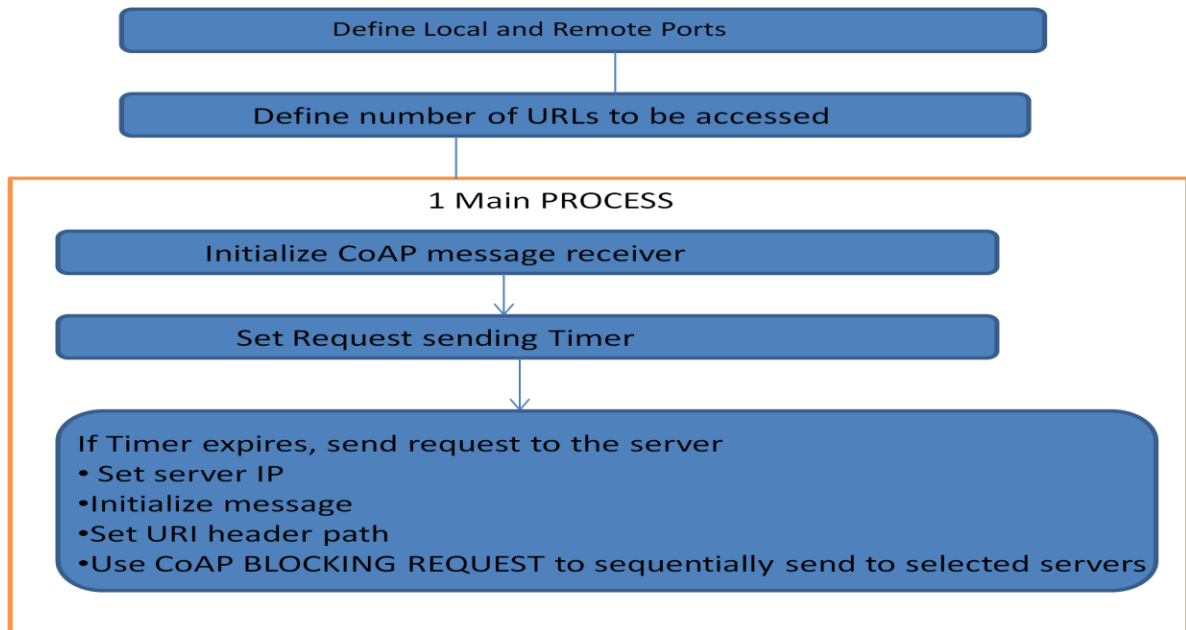 Define Local and Remote Ports
Define number of URLs to be accessed
1 Main PROCESS
Initialize CoAP message receiver
Set Request sending Timer
If Timer expires, send request to the server
• Set server IP
•Initialize message
•Set URI header path
•Use CoAP BLOCKING REQUEST to sequentially send to selected servers